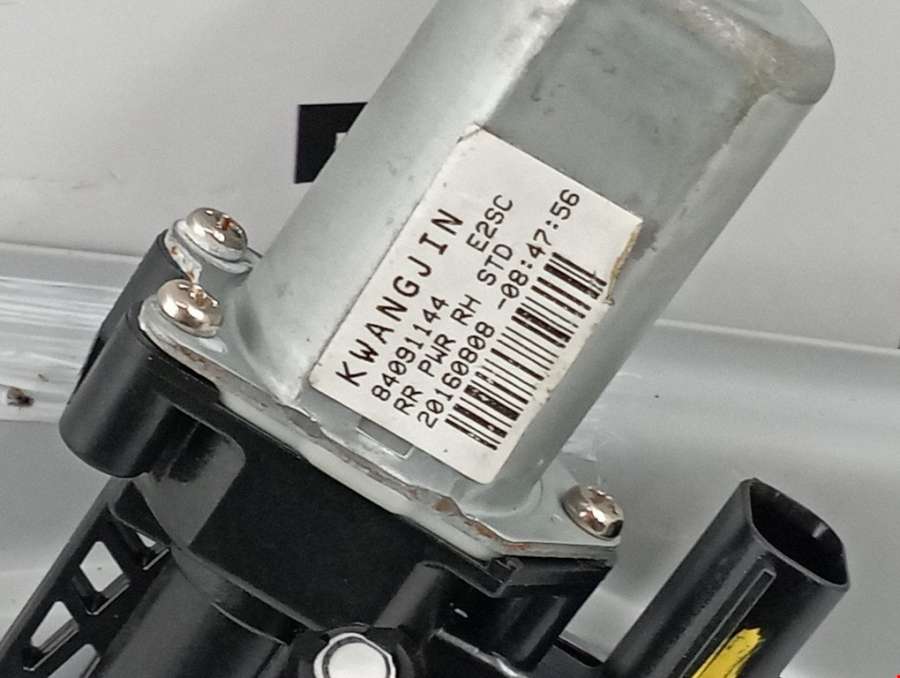 KWANGJIN
84091144 E2SC
RR PWR RH STD
20160808 -08:47:56